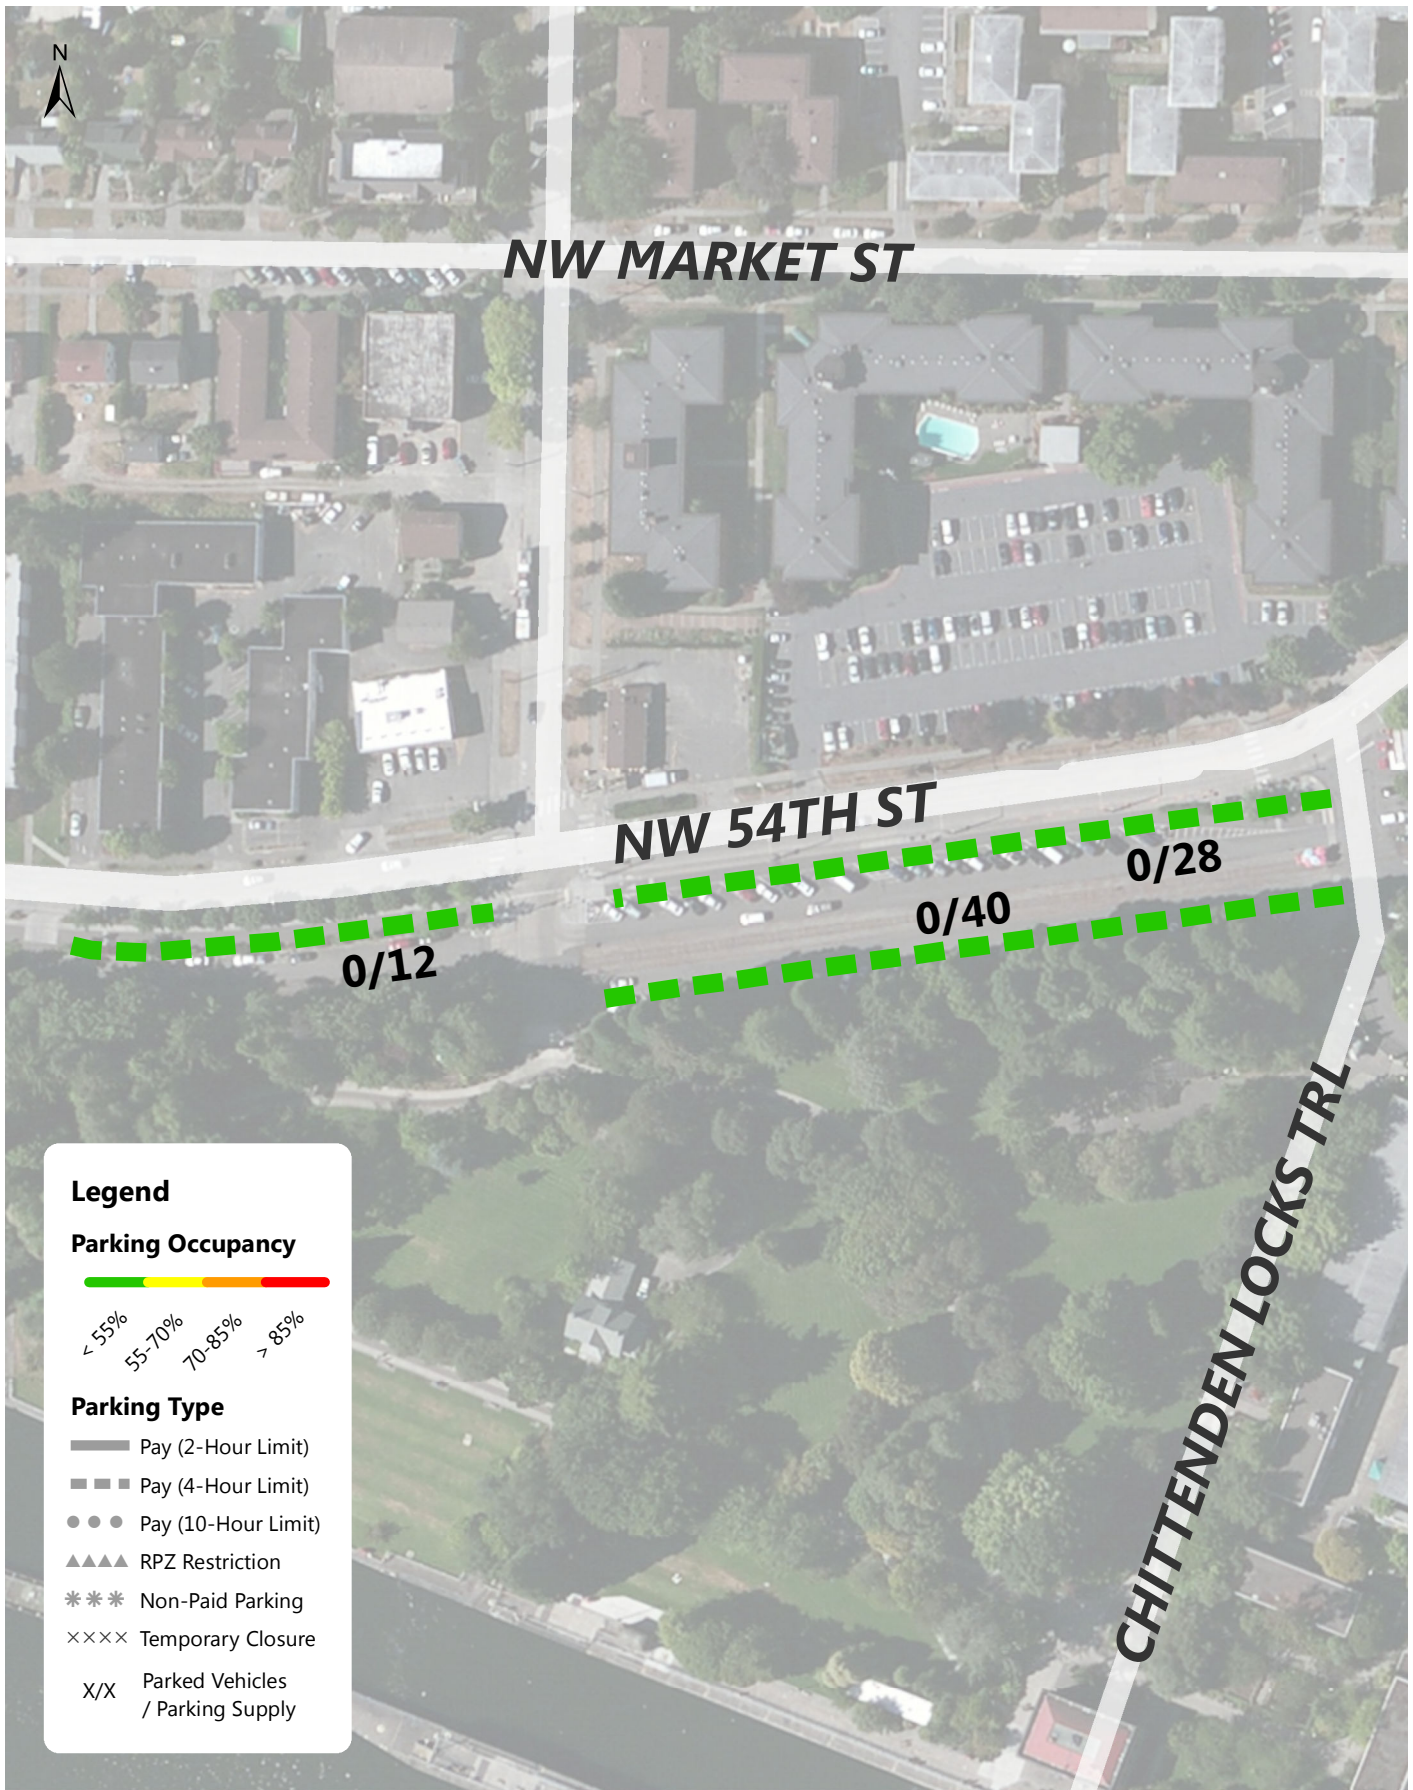 N
NW MARKET ST
NW 54TH ST
0/28
0/40
0/12
CHITTENDEN LOCKS TRL
Legend
Parking Occupancy
< 55%
55-70%
70-85%
> 85%
Parking Type
Pay (2-Hour Limit)
Pay (4-Hour Limit)
Pay (10-Hour Limit)
RPZ Restriction
Non-Paid Parking
Temporary Closure
X/X Parked Vehicles
/ Parking Supply